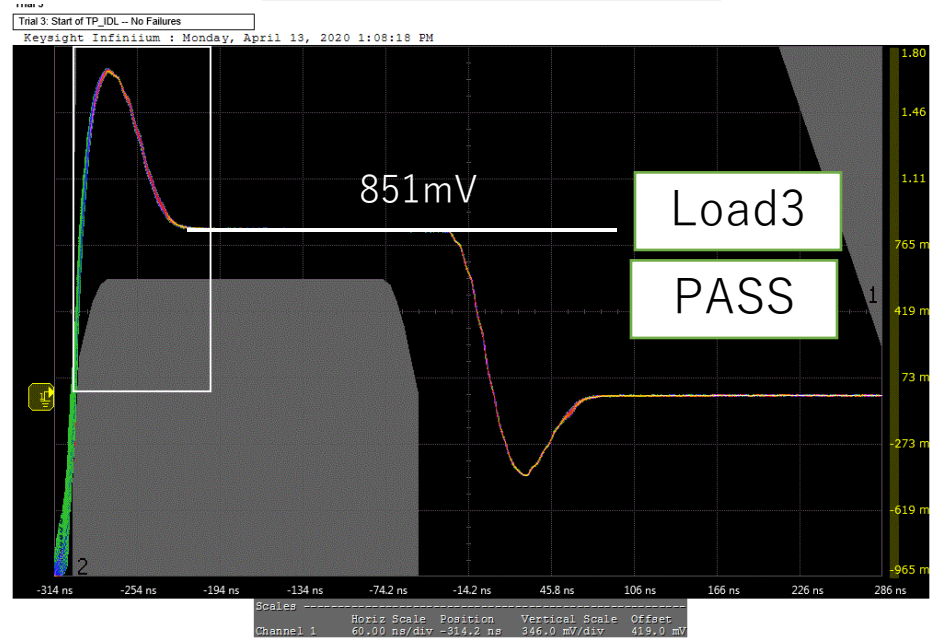 Trial 3
Trial 3: Start of TP_IDL -- No Failures
Keysight Infiniium : Monday, April 13, 2020 1:08:18 PM
1.80
1.46
1.11
765 m
419 m
73 m
-273 m
-619 m
-965 m
851mV
Load3
PASS
1
2
-314 ns -254 ns -194 ns -134 ns -74.2 ns -14.2 ns 45.8 ns 106 ns 166 ns 226 ns 286 ns
Scales
Horiz Scale Position Vertical Scale Offset
Channel 1 60.00 ns/div -314.2 ns 346.0 mV/div 419.0 mV